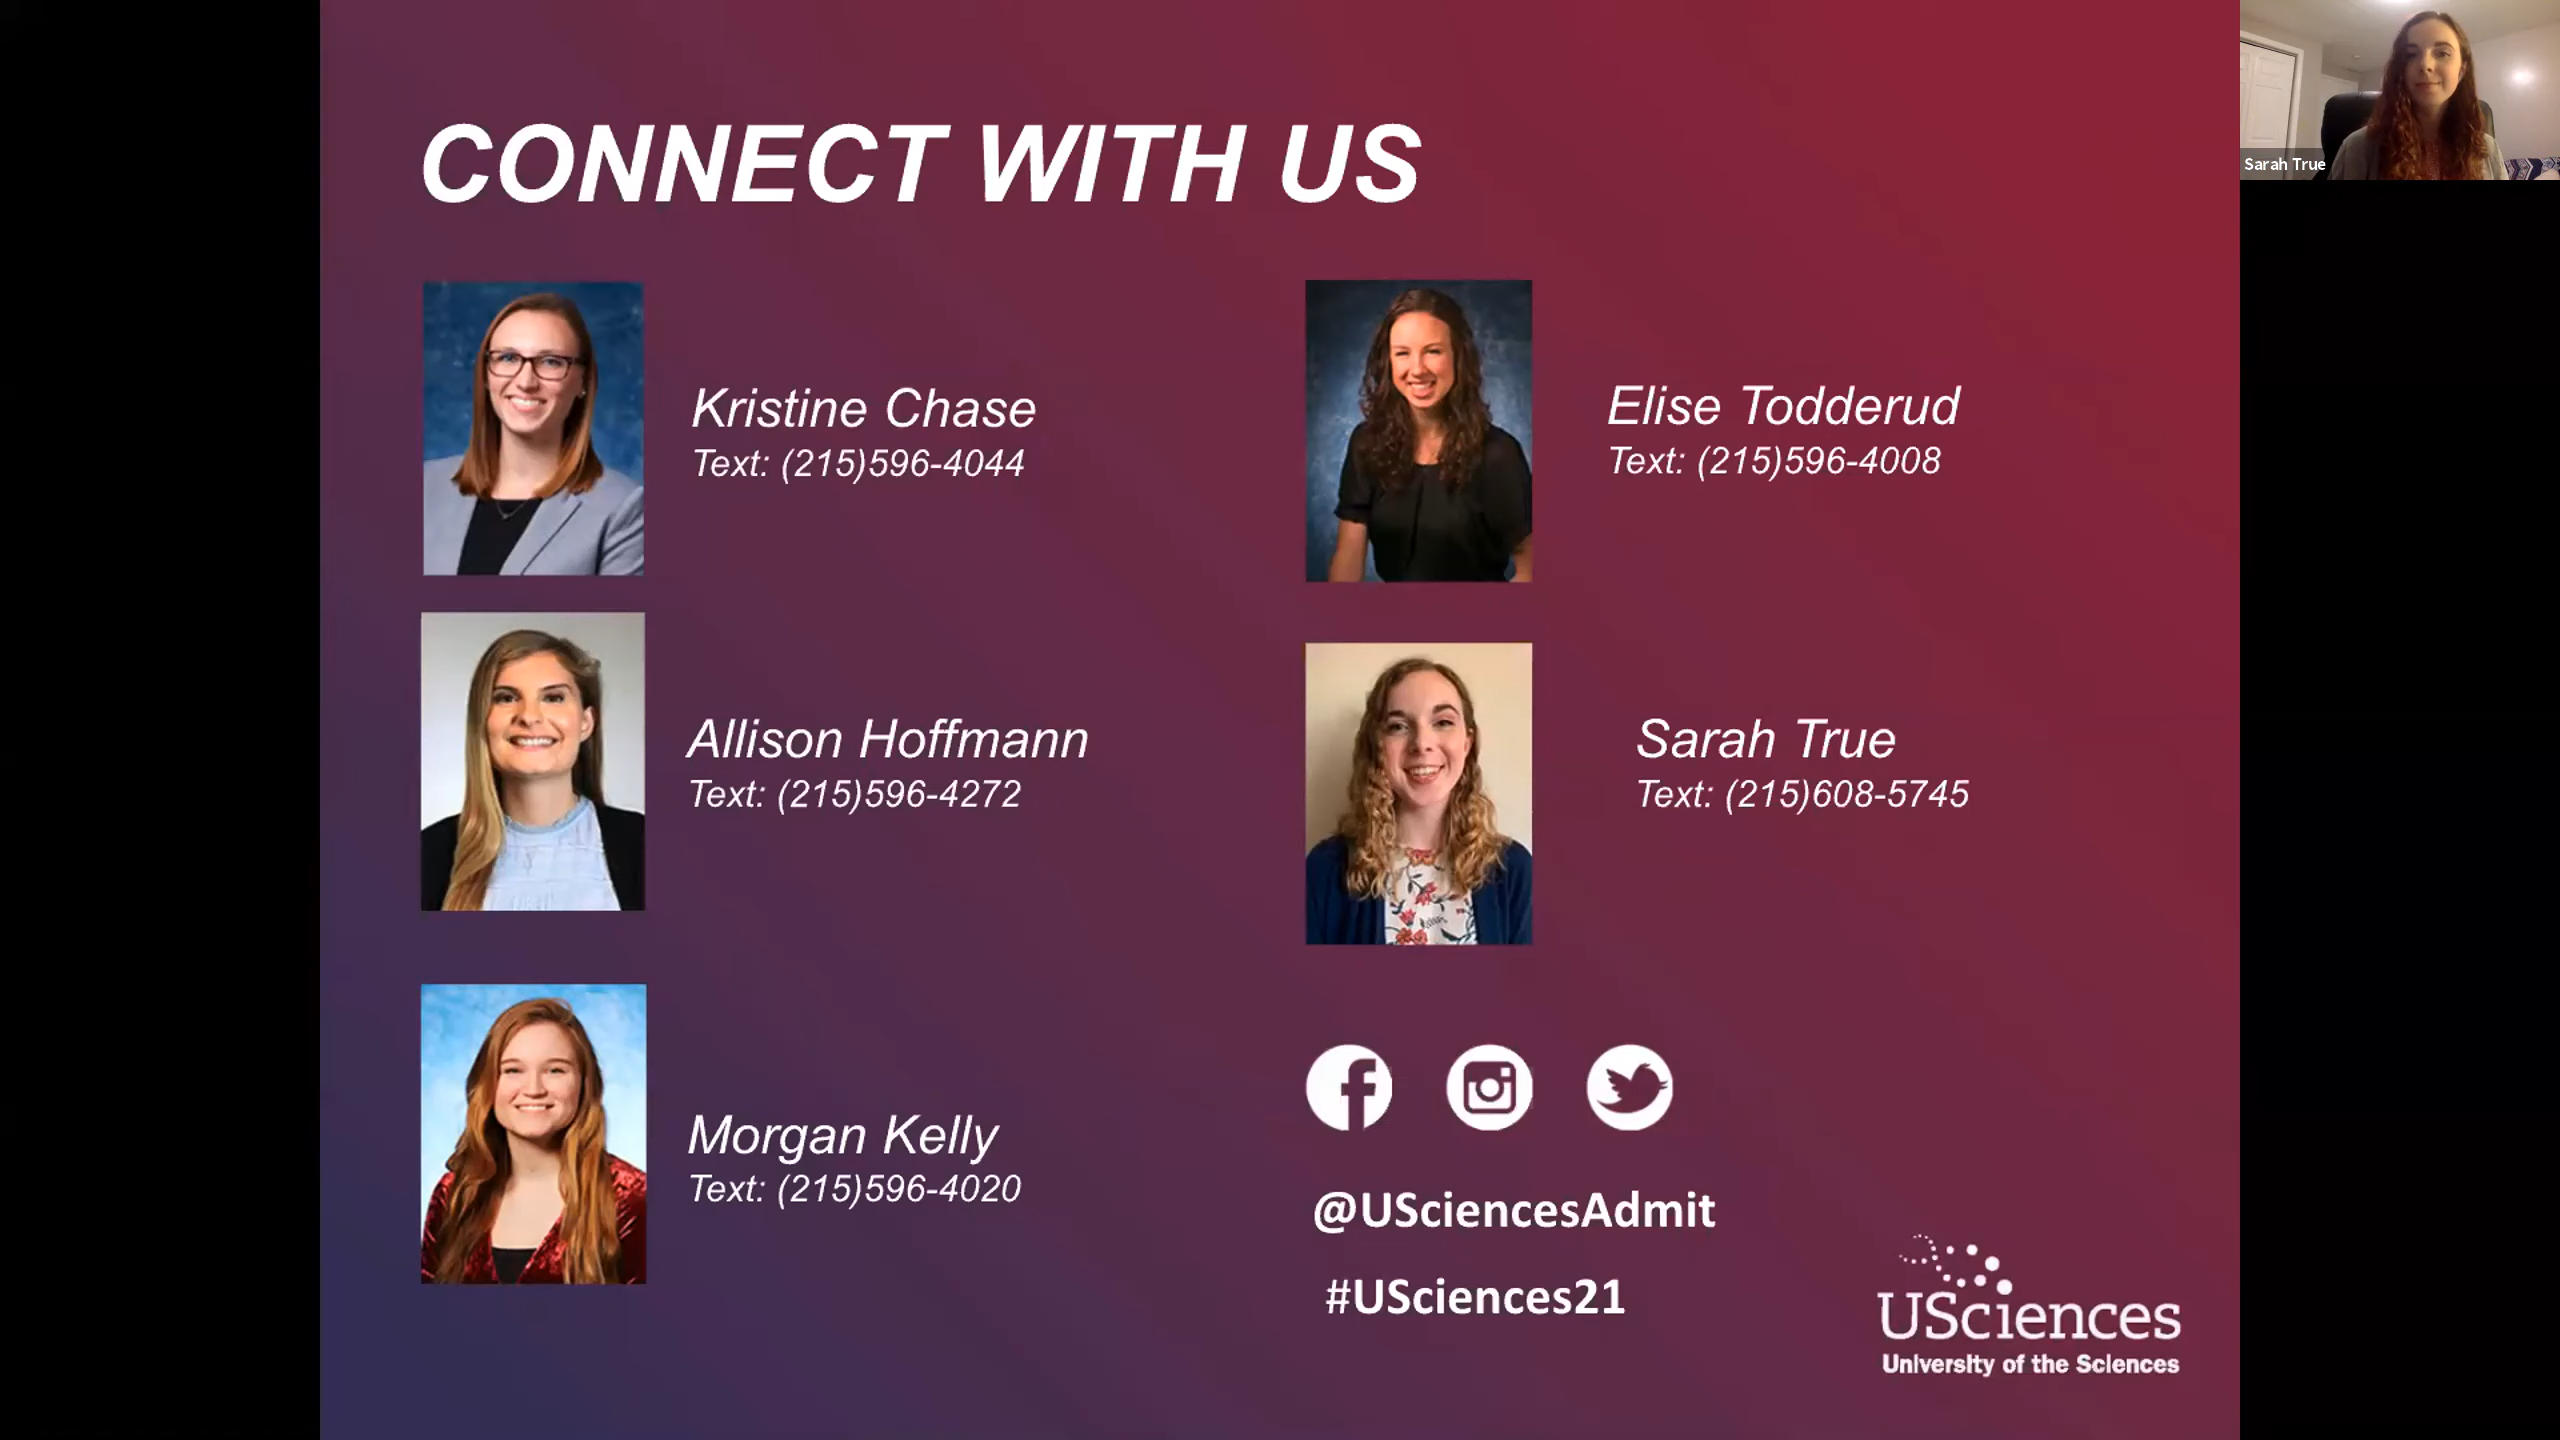 CONNECT WITH US
Sarah True
Kristine Chase
Text: (215)596-4044
Elise Todderud
Text: (215)596-4008
Allison Hoffmann
Text: (215)596-4272
Sarah True
Text: (215)608-5745
Morgan Kelly
Text: (215)596-4020
@USciencesAdmit
#USciences21
USciences
University of the Sciences